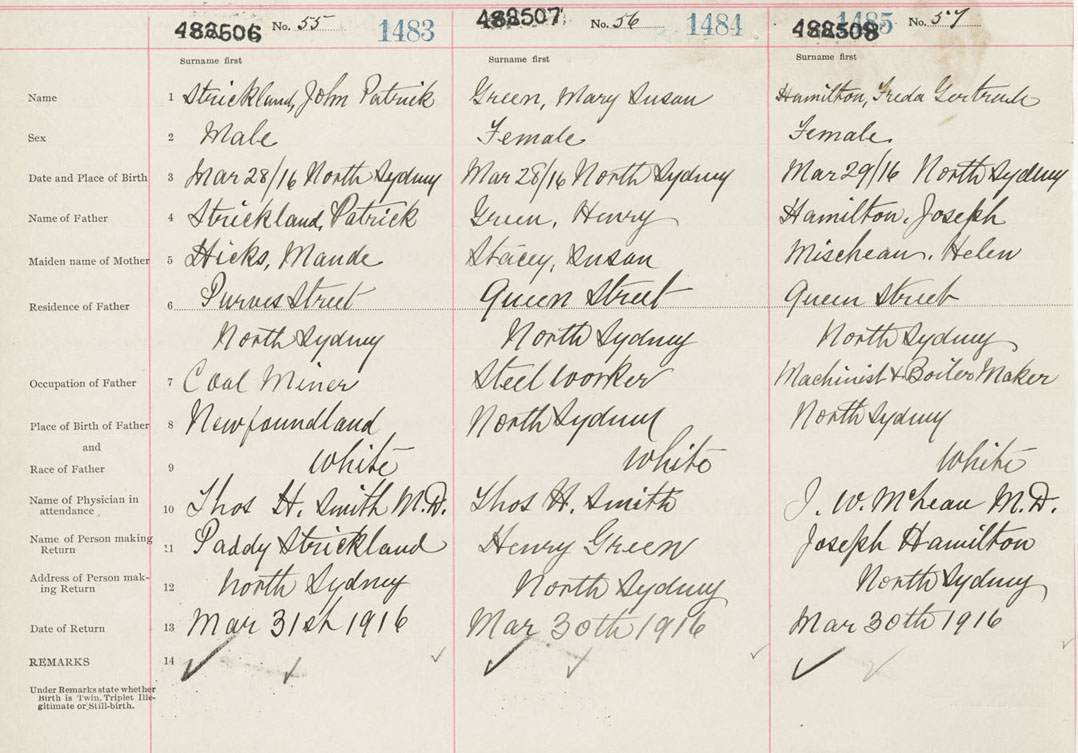 482506 No. 55 1483 482507 No. 56 1484 482508 1485 No. 57
Surname first Surname first Surname first
Name 1 Strickland, John Patrick Green, Mary Susan Hamilton, Freda Gertrude
Sex 2 Male Female Female
Date and Place of Birth 3 Mar 28/16 North Sydney Mar 28/16 North Sydney Mar 29/16 North Sydney
Name of Father 4 Strickland, Patrick Green, Henry Hamilton, Joseph
Maiden name of Mother 5 Hicks, Maude Stacey, Susan Helen
Residence of Father 6 Purves Street Queen Street Queen Street
North Sydney North Sydney North Sydney
Occupation of Father 7 Coal Miner Steel worker Machinist & Boiler Maker
Place of Birth of Father 8 Newfoundland North Sydney North Sydney
and
Race of Father 9 White White White
Name of Physician in
attendance 10 Thos H. Smith M.D. Thos H. Smith J. W. M.D.
Name of Person making
Return 11 Paddy Strickland Henry Green Joseph Hamilton
Address of Person mak-
ing Return 12 North Sydney North Sydney North Sydney
Date of Return 13 Mar 31st 1916 Mar 30th 1916 Mar 30th 1916
REMARKS 14
Under Remarks state whether
Birth is Twin, Triplet Ille-
gitimate or Still-birth.